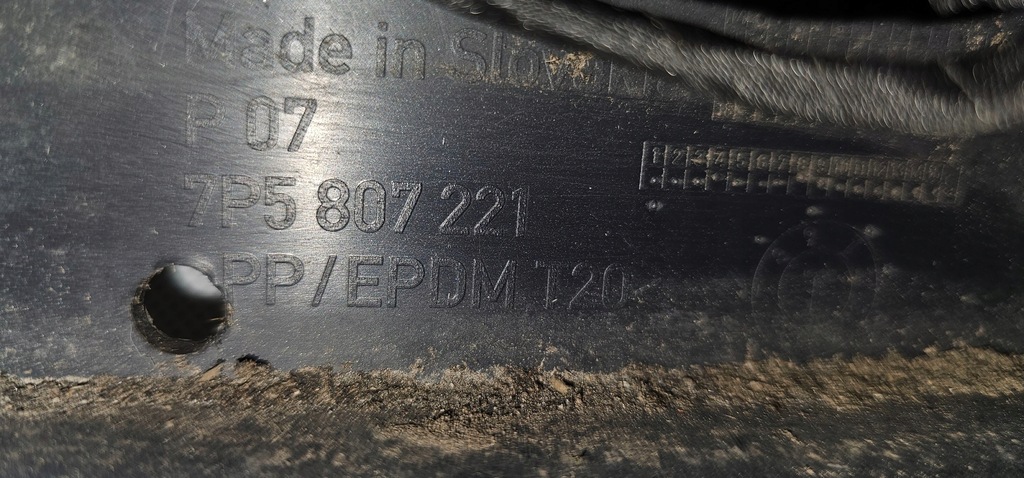 Made in Slovakia
P 07
7P5 807 221
PP/EPDM T20